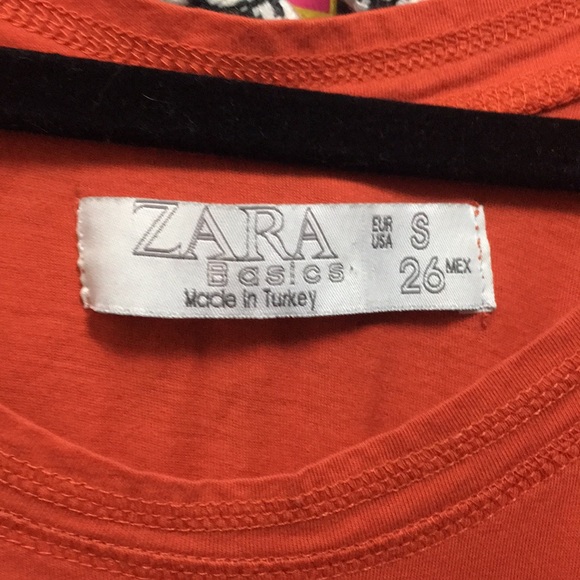 ZARA
Basics
Made in Turkey
EUR
USA S
26 MEX